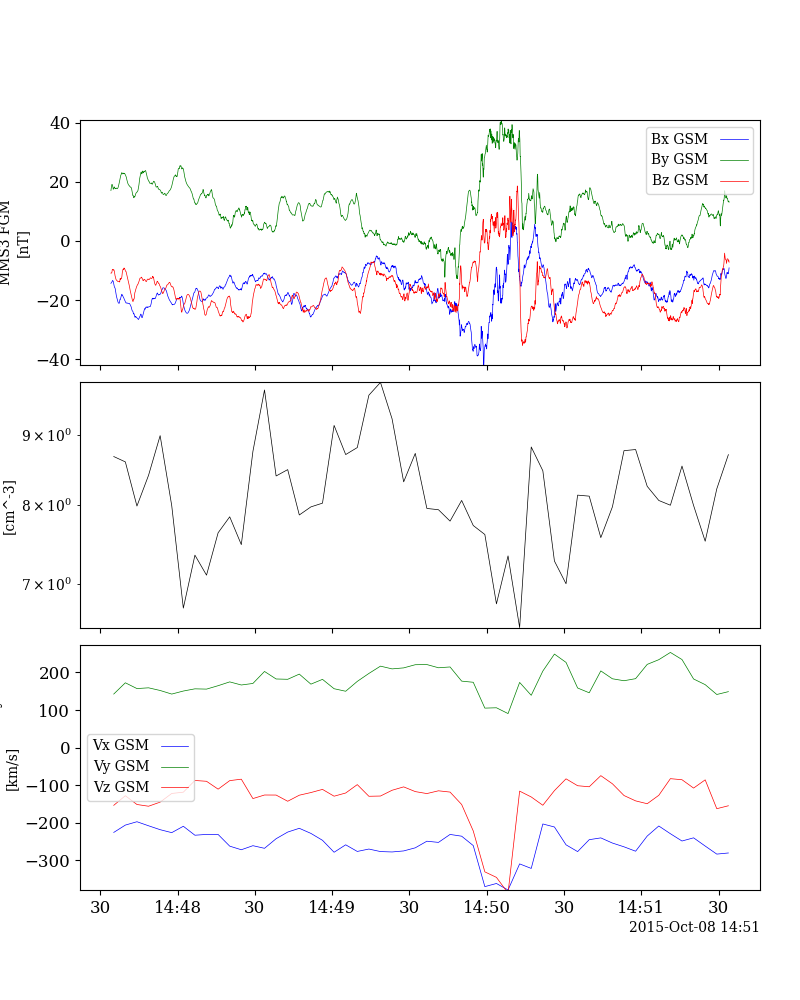 MMS3 FGM
[nT]
40
20
0
−20
−40
Bx GSM
By GSM
Bz GSM
[cm^-3]
9 × 10⁰
8 × 10⁰
7 × 10⁰
[km/s]
200
100
0
−100
−200
−300
Vx GSM
Vy GSM
Vz GSM
30 14:48 30 14:49 30 14:50 30 14:51 30
2015-Oct-08 14:51